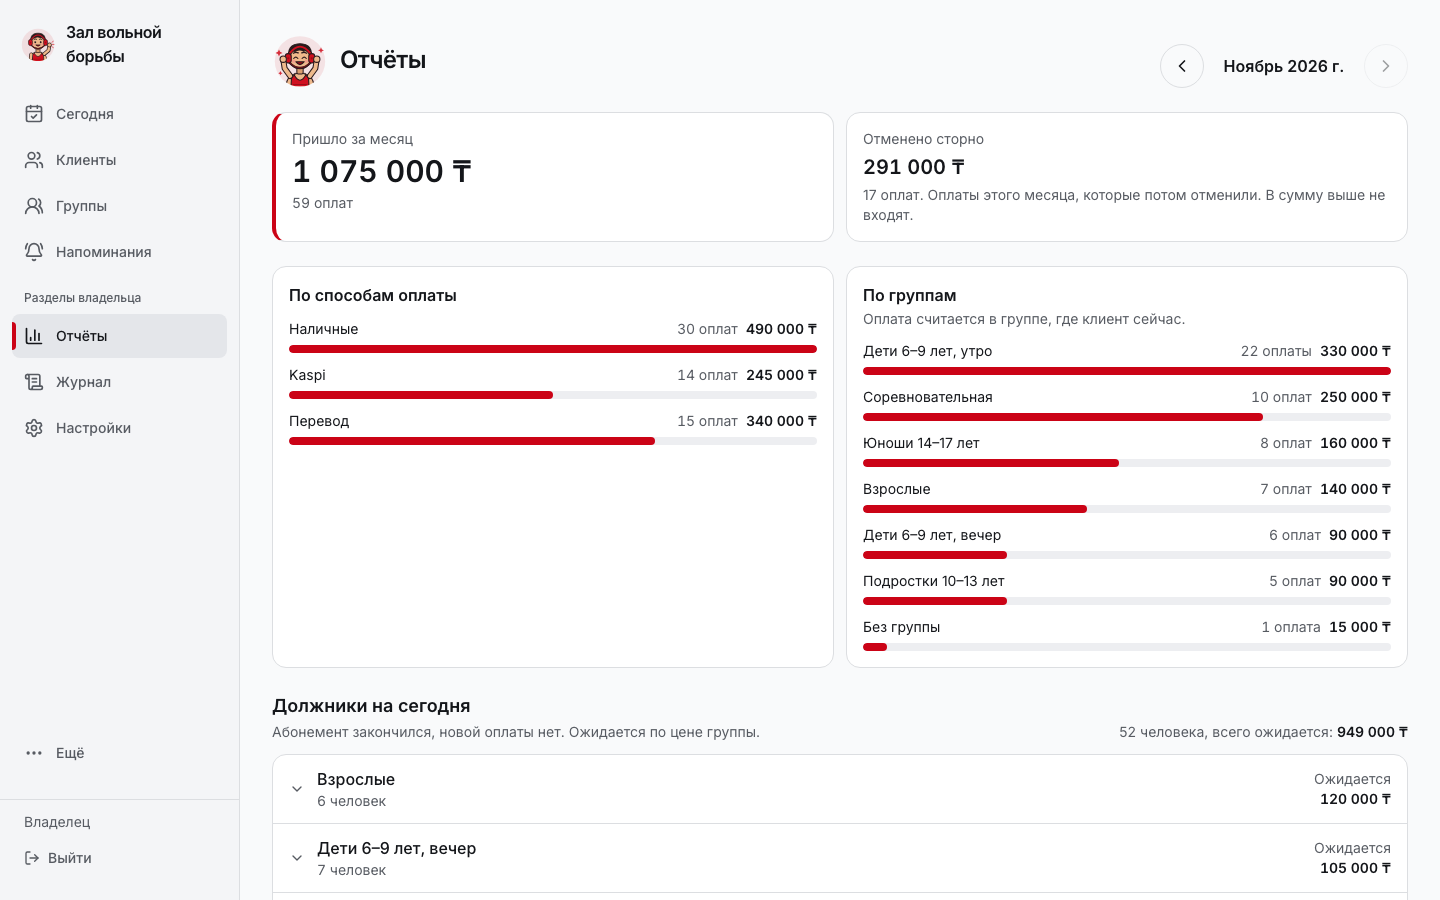 Зал вольной
борьбы
Сегодня
Клиенты
Группы
Напоминания
Разделы владельца
Отчёты
Журнал
Настройки
Ещё
Владелец
Выйти
Отчёты
Ноябрь 2026 г.
Пришло за месяц
1 075 000 ₸
59 оплат
Отменено сторно
291 000 ₸
17 оплат. Оплаты этого месяца, которые потом отменили. В сумму выше не
входят.
По способам оплаты
Наличные 30 оплат 490 000 ₸
Kaspi 14 оплат 245 000 ₸
Перевод 15 оплат 340 000 ₸
По группам
Оплата считается в группе, где клиент сейчас.
Дети 6–9 лет, утро 22 оплаты 330 000 ₸
Соревновательная 10 оплат 250 000 ₸
Юноши 14–17 лет 8 оплат 160 000 ₸
Взрослые 7 оплат 140 000 ₸
Дети 6–9 лет, вечер 6 оплат 90 000 ₸
Подростки 10–13 лет 5 оплат 90 000 ₸
Без группы 1 оплата 15 000 ₸
Должники на сегодня
Абонемент закончился, новой оплаты нет. Ожидается по цене группы. 52 человека, всего ожидается: 949 000 ₸
Взрослые
6 человек
Ожидается
120 000 ₸
Дети 6–9 лет, вечер
7 человек
Ожидается
105 000 ₸